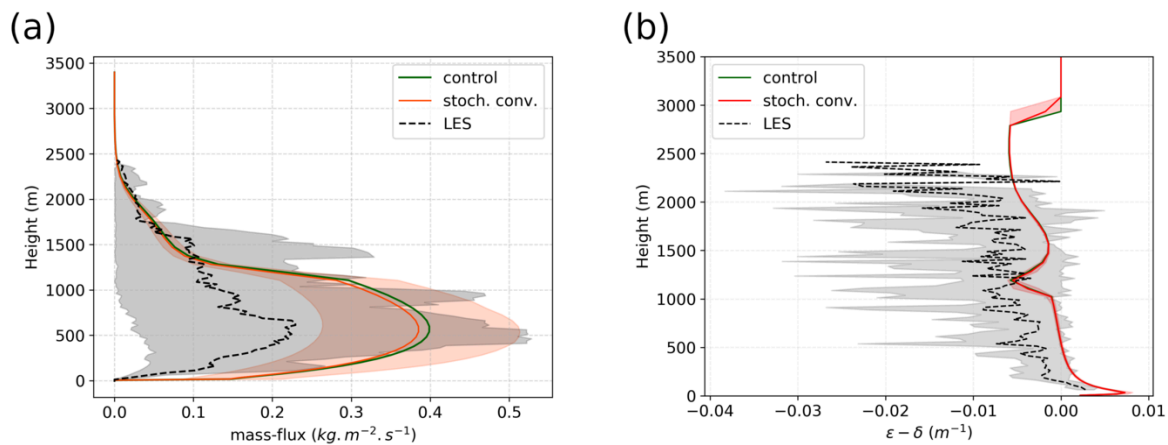 (a)
3500
3000
2500
2000
1500
1000
500
0
Height (m)
control
stoch. conv.
LES
0.0 0.1 0.2 0.3 0.4 0.5
mass-flux (kg.m⁻².s⁻¹)
(b)
3500
3000
2500
2000
1500
1000
500
0
Height (m)
control
stoch. conv.
LES
−0.04 −0.03 −0.02 −0.01 0.00 0.01
ε − δ (m⁻¹)